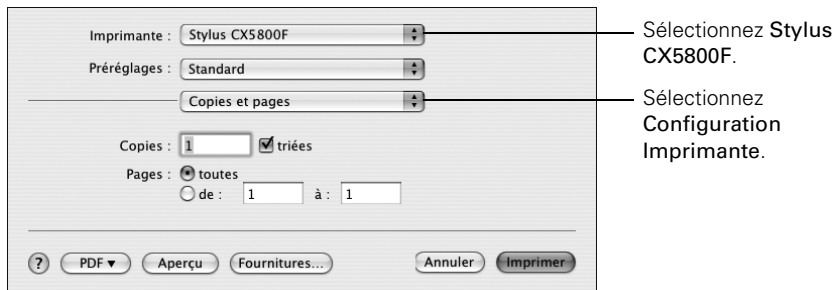 Imprimante : Stylus CX5800F
Préréglages : Standard
Copies et pages
Copies : 1 triées
Pages : toutes
de : 1 à : 1
? PDF Aperçu Fournitures... Annuler Imprimer
Sélectionnez Stylus
CX5800F.
Sélectionnez
Configuration
Imprimante.